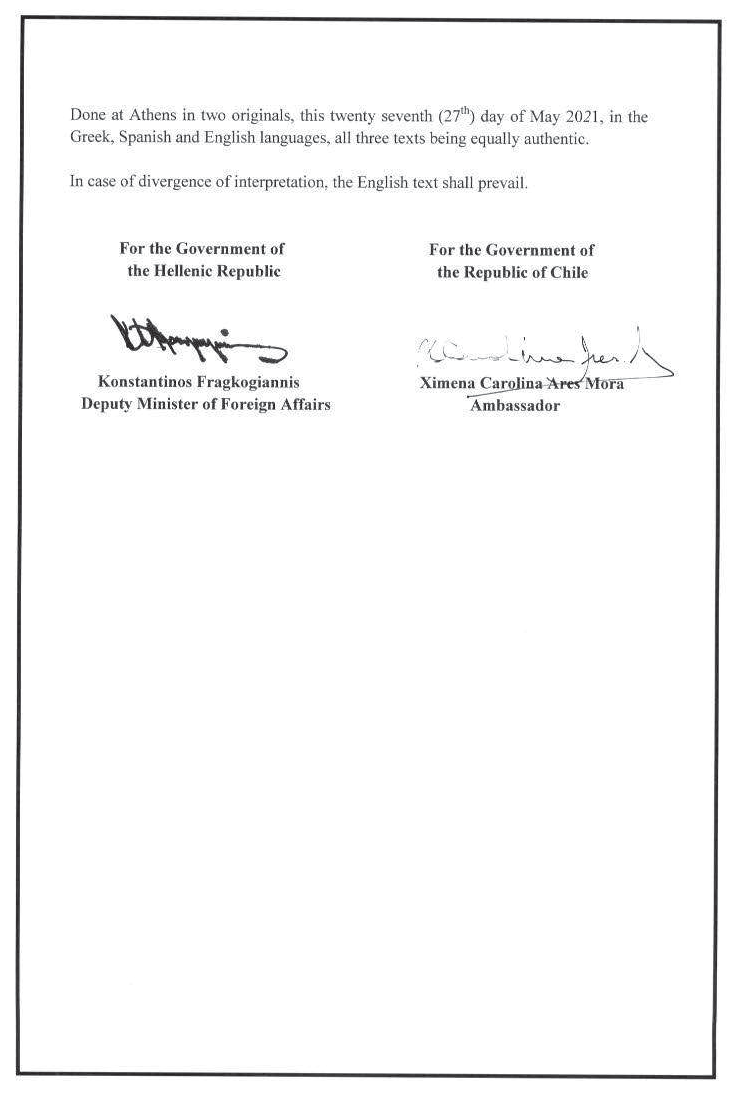 Done at Athens in two originals, this twenty seventh (27th) day of May 2021, in the
Greek, Spanish and English languages, all three texts being equally authentic.
In case of divergence of interpretation, the English text shall prevail.
For the Government of
the Hellenic Republic
Konstantinos Fragkogiannis
Deputy Minister of Foreign Affairs
For the Government of
the Republic of Chile
Ximena Carolina Ares Mora
Ambassador